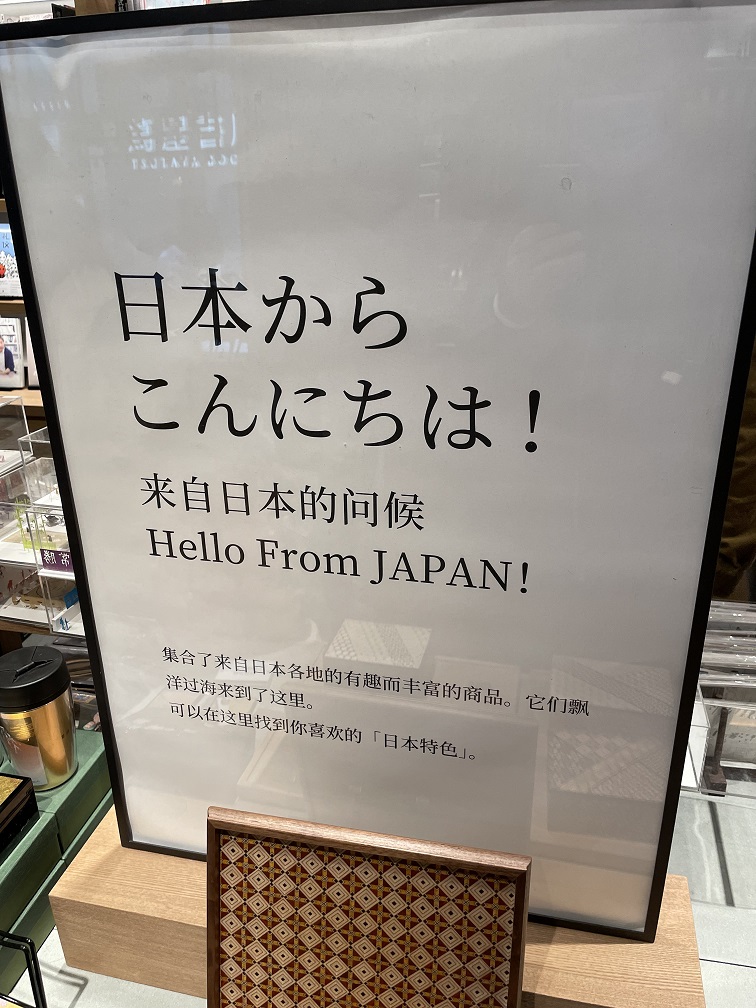 日本から
こんにちは！
来自日本的问候
Hello From JAPAN!
集合了来自日本各地的有趣而丰富的商品。它们飘
洋过海来到了这里。
可以在这里找到你喜欢的「日本特色」。